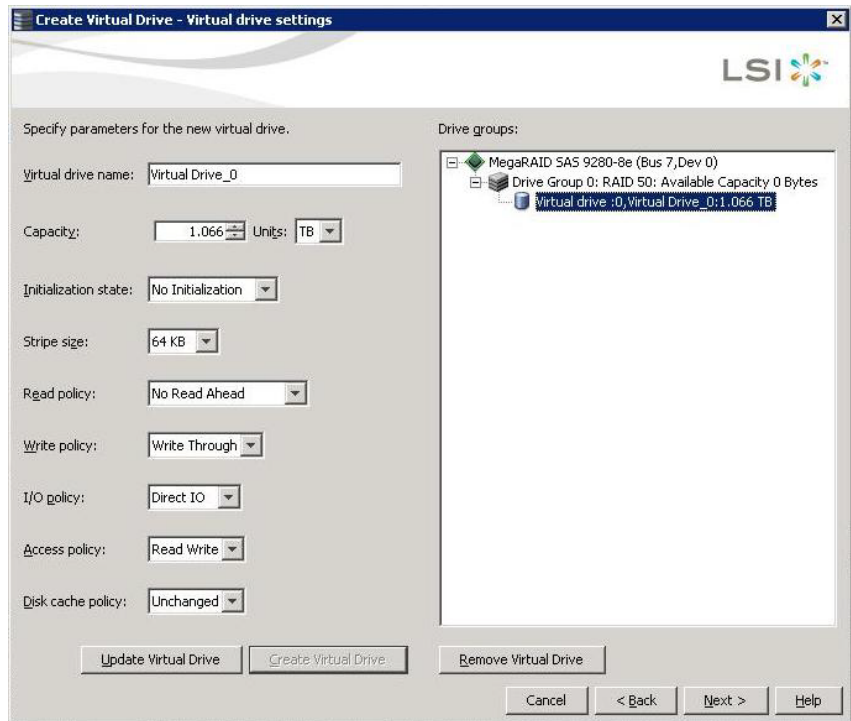 Create Virtual Drive - Virtual drive settings
LSI
Specify parameters for the new virtual drive.
Virtual drive name: Virtual Drive_0
Capacity: 1.066 Units: TB
Initialization state: No Initialization
Stripe size: 64 KB
Read policy: No Read Ahead
Write policy: Write Through
I/O policy: Direct IO
Access policy: Read Write
Disk cache policy: Unchanged
Update Virtual Drive
Create Virtual Drive
Drive groups:
MegaRAID SAS 9280-8e (Bus 7,Dev 0)
Drive Group 0: RAID 50: Available Capacity 0 Bytes
Virtual drive :0,Virtual Drive_0:1.066 TB
Remove Virtual Drive
Cancel
< Back
Next >
Help